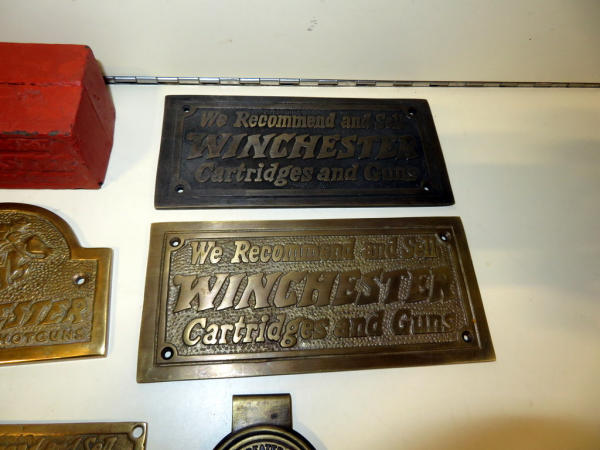 We Recommend and Sell
WINCHESTER
Cartridges and Guns
We Recommend and Sell
WINCHESTER
Cartridges and Guns